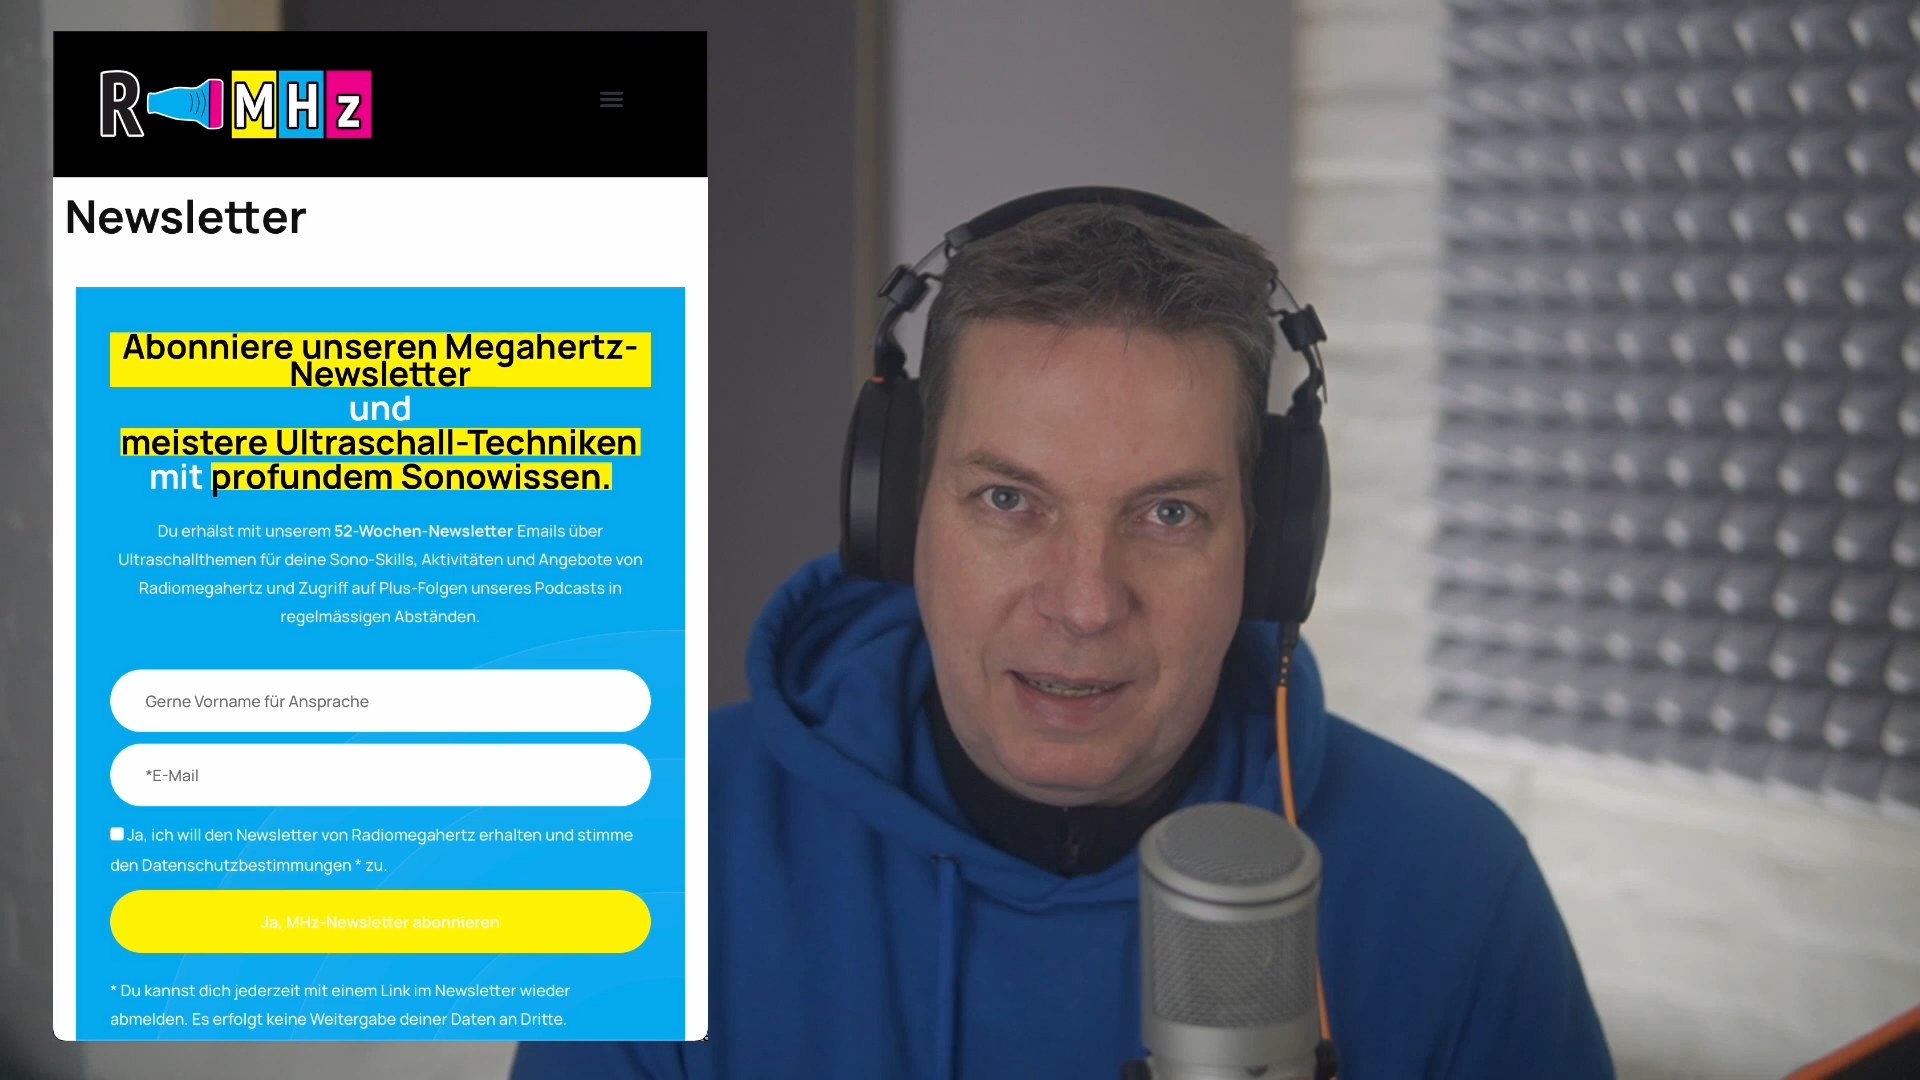 R MHz
Newsletter
Abonniere unseren Megahertz-
Newsletter
und
meistere Ultraschall-Techniken
mit profundem Sonowissen.
Du erhälst mit unserem 52-Wochen-Newsletter Emails über
Ultraschallthemen für deine Sono-Skills, Aktivitäten und Angebote von
Radiomegahertz und Zugriff auf Plus-Folgen unseres Podcasts in
regelmässigen Abständen.
Gerne Vorname für Ansprache
*E-Mail
Ja, ich will den Newsletter von Radiomegahertz erhalten und stimme
den Datenschutzbestimmungen * zu.
Ja, MHz-Newsletter abonnieren
* Du kannst dich jederzeit mit einem Link im Newsletter wieder
abmelden. Es erfolgt keine Weitergabe deiner Daten an Dritte.